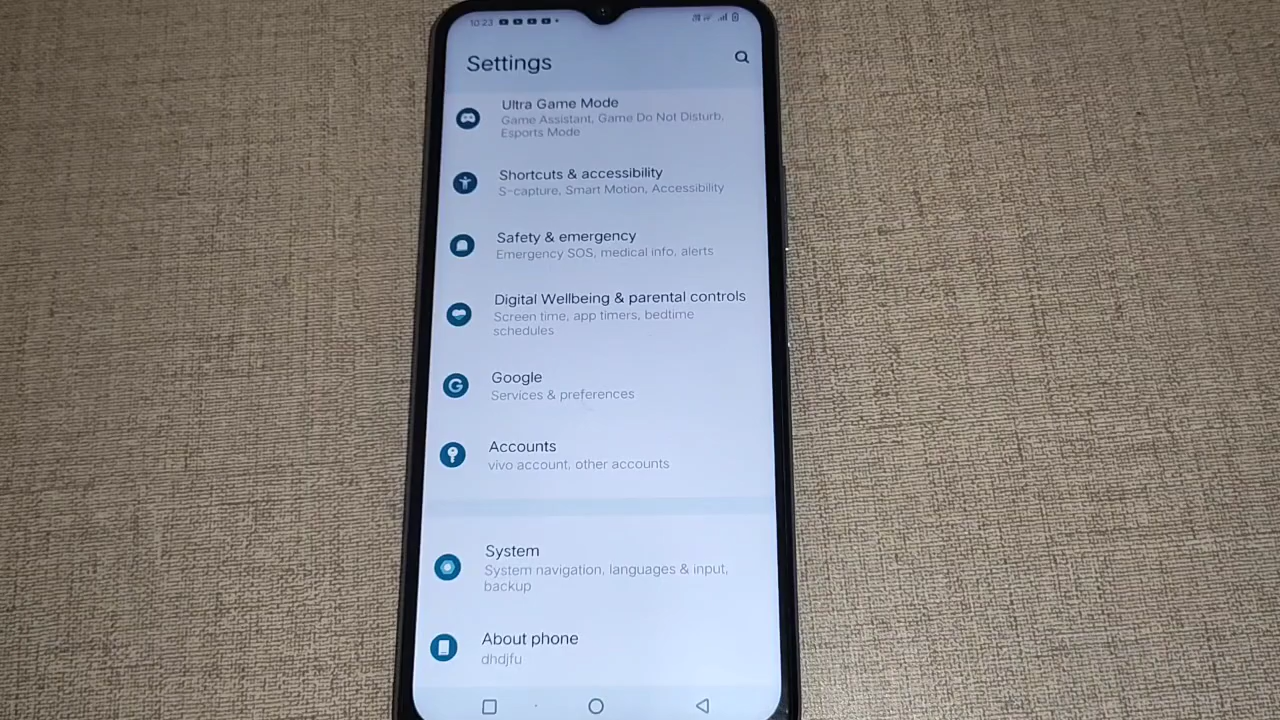 10:23
Settings
Ultra Game Mode
Game Assistant, Game Do Not Disturb,
Esports Mode
Shortcuts & accessibility
S-capture, Smart Motion, Accessibility
Safety & emergency
Emergency SOS, medical info, alerts
Digital Wellbeing & parental controls
Screen time, app timers, bedtime
schedules
Google
Services & preferences
Accounts
vivo account, other accounts
System
System navigation, languages & input,
backup
About phone
dhdjfu